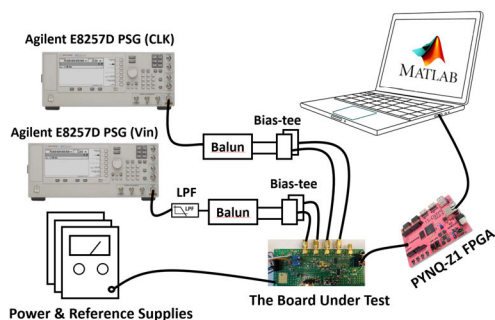 Agilent E8257D PSG (CLK)
MATLAB
Bias-tee
Balun
Agilent E8257D PSG (Vin)
LPF
LPF
Bias-tee
Balun
PYNQ-Z1 FPGA
The Board Under Test
Power & Reference Supplies